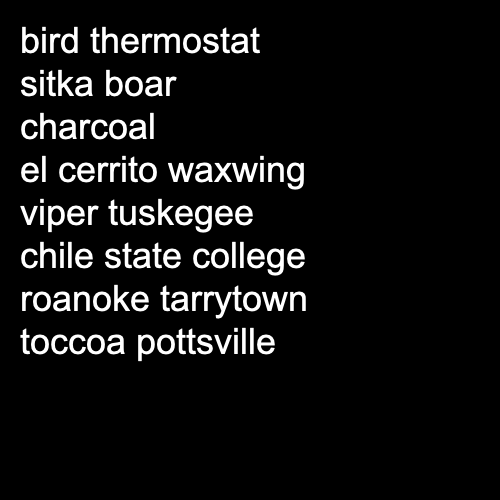 bird thermostat
sitka boar
charcoal
el cerrito waxwing
viper tuskegee
chile state college
roanoke tarrytown
toccoa pottsville